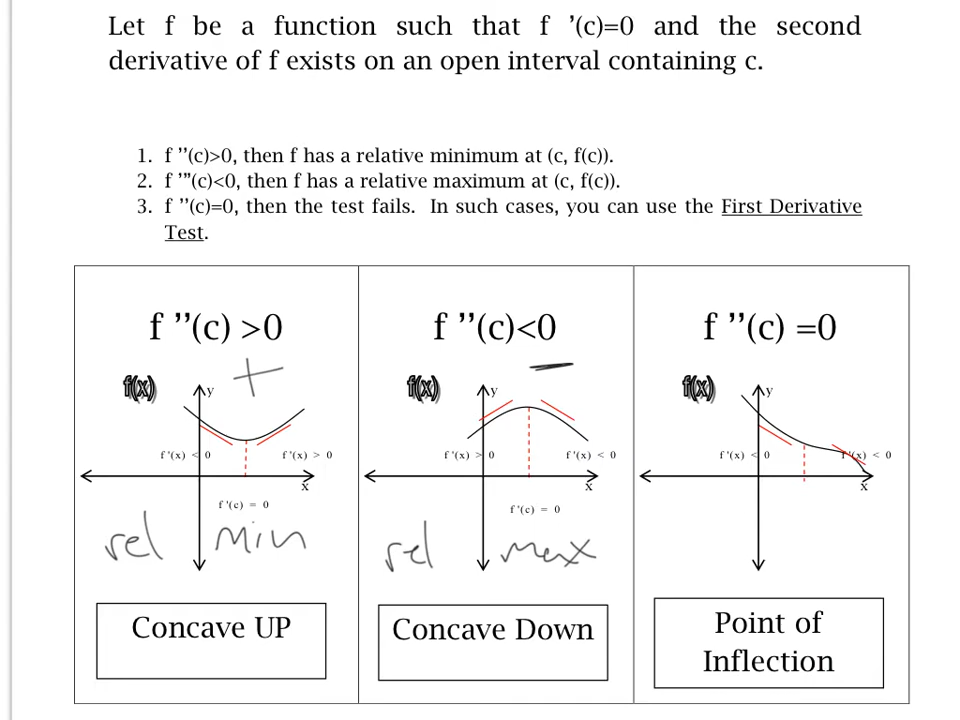 Let f be a function such that f ’(c)=0 and the second
derivative of f exists on an open interval containing c.
1. f ”(c)>0, then f has a relative minimum at (c, f(c)).
2. f ’”(c)<0, then f has a relative maximum at (c, f(c)).
3. f ”(c)=0, then the test fails. In such cases, you can use the First Derivative
Test.
f ”(c) >0
+
f(x)
y
f '(x) < 0
f '(x) > 0
x
f '(c) = 0
rel min
Concave UP
f ”(c)<0
−
f(x)
y
f '(x) > 0
f '(x) < 0
x
f '(c) = 0
rel max
Concave Down
f ”(c) =0
f(x)
y
f '(x) < 0
f '(x) < 0
x
Point of
Inflection